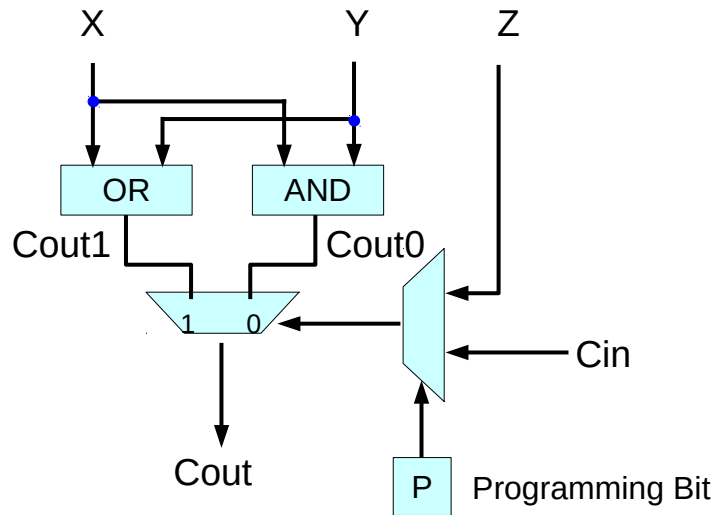 X Y Z
OR AND
Cout1 Cout0
1 0
Cin
Cout
P Programming Bit